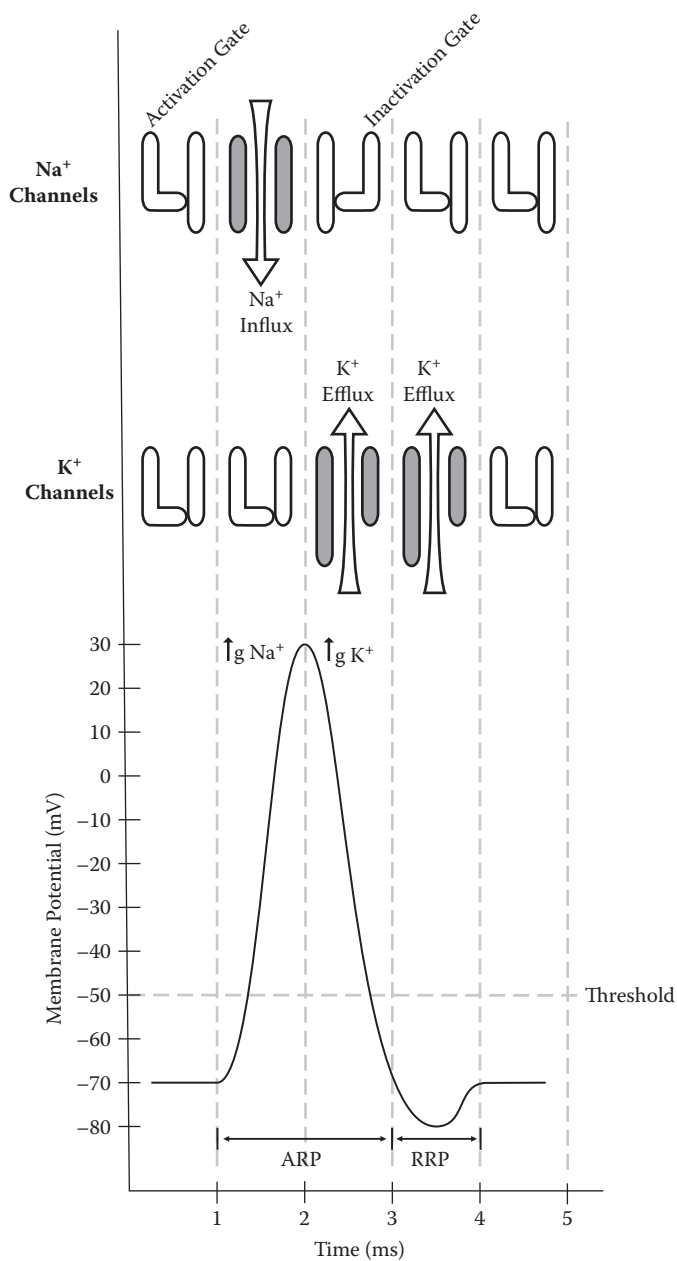 Activation Gate
Inactivation Gate
Na⁺
Channels
Na⁺
Influx
K⁺
Efflux
K⁺
Efflux
K⁺
Channels
30
20
10
0
−10
−20
−30
−40
−50
−60
−70
−80
Membrane Potential (mV)
↑g Na⁺
↑g K⁺
Threshold
ARP
RRP
1
2
3
4
5
Time (ms)